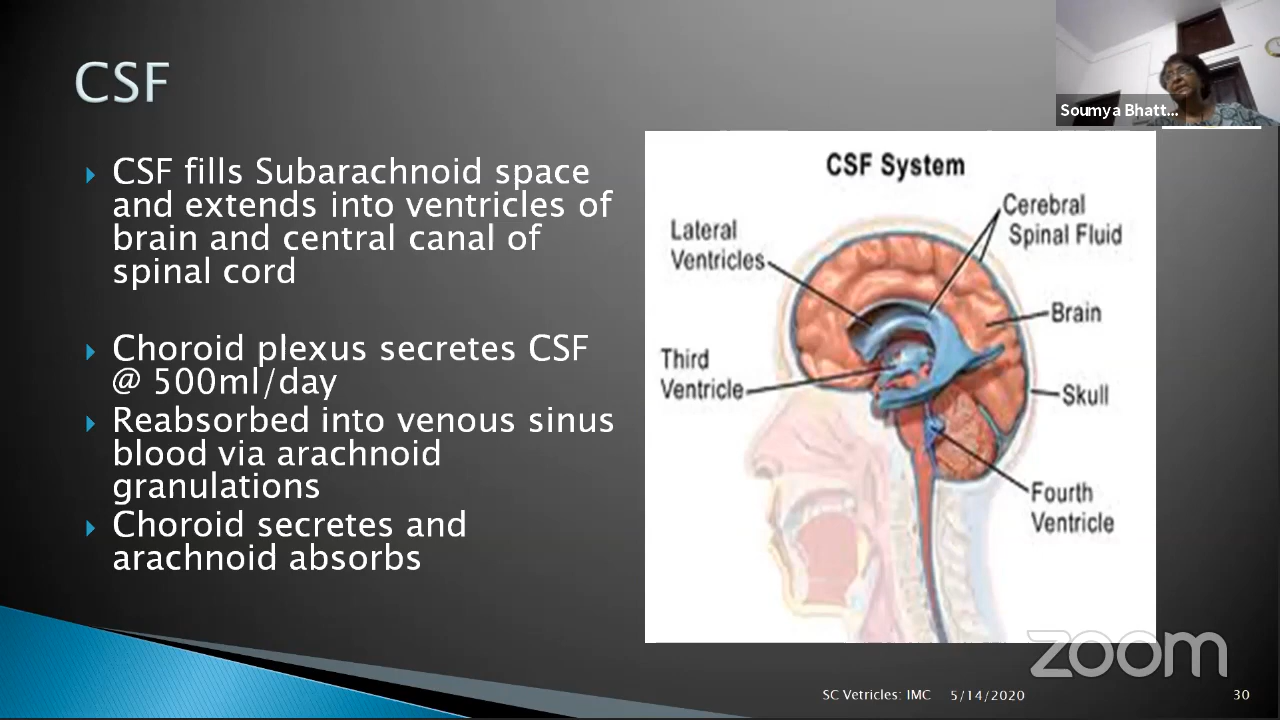 CSF
Soumya Bhatt...
CSF fills Subarachnoid space
and extends into ventricles of
brain and central canal of
spinal cord
Choroid plexus secretes CSF
@ 500ml/day
Reabsorbed into venous sinus
blood via arachnoid
granulations
Choroid secretes and
arachnoid absorbs
CSF System
Lateral
Ventricles
Cerebral
Spinal Fluid
Brain
Third
Ventricle
Skull
Fourth
Ventricle
zoom
SC Vetricles: IMC 5/14/2020 30